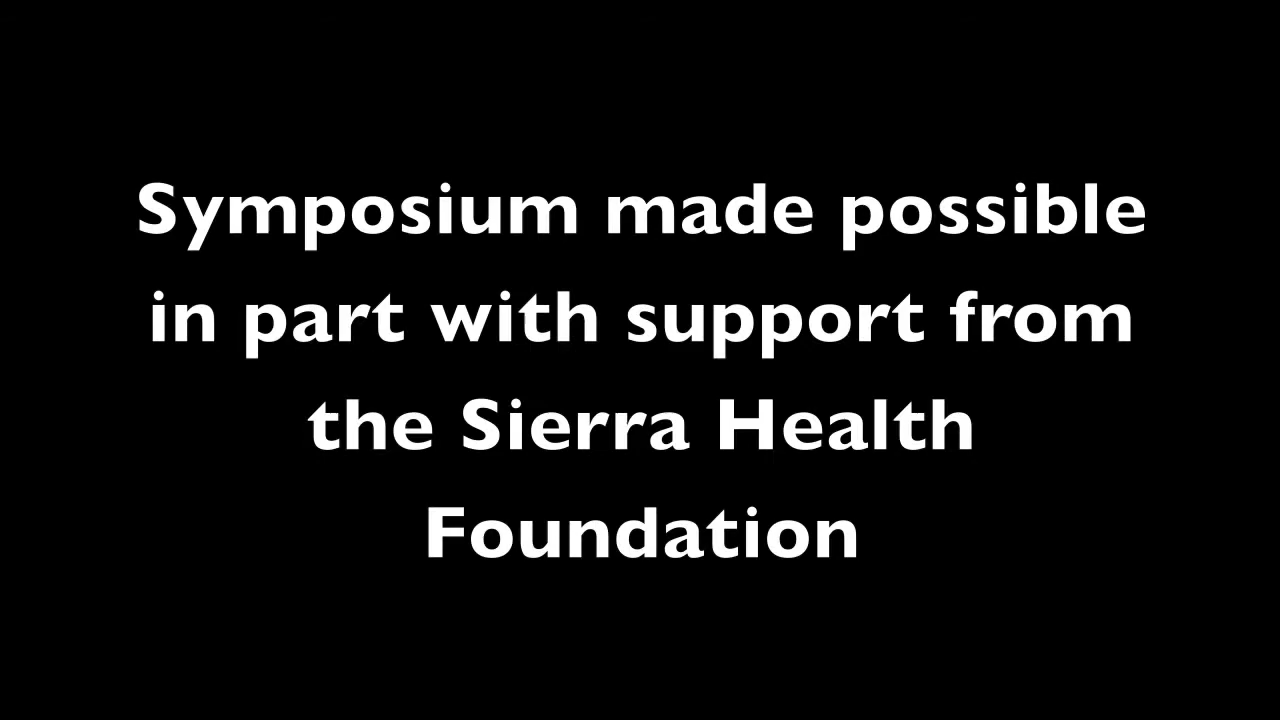 Symposium made possible
in part with support from
the Sierra Health
Foundation